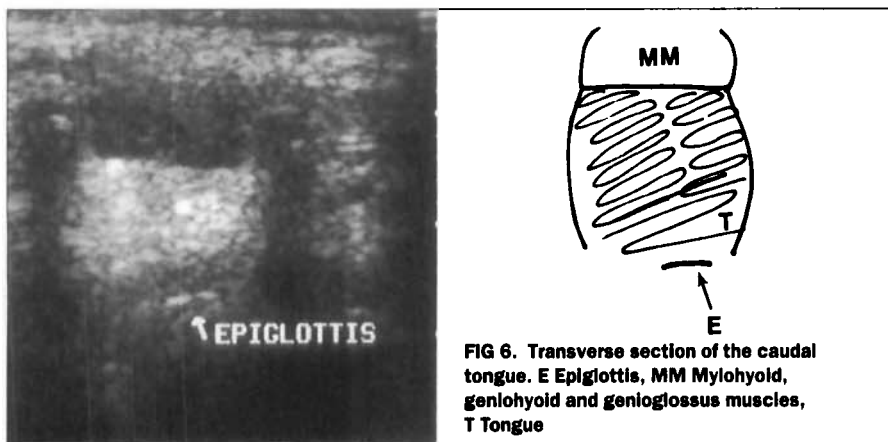 EPIGLOTTIS
MM
T
E
FIG 6. Transverse section of the caudal
tongue. E Epiglottis, MM Mylohyoid,
geniohyoid and genioglossus muscles,
T Tongue